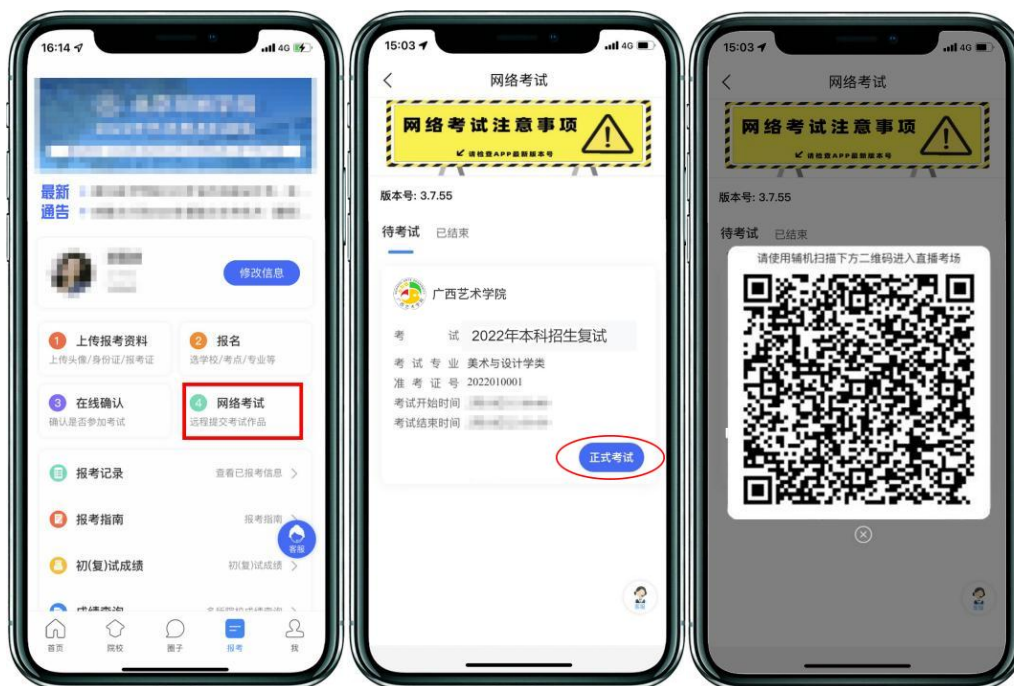 16:14
4G
最新
通告
修改信息
1 上传报考资料
上传头像/身份证/报考证
2 报名
选学校/考点/专业等
3 在线确认
确认是否参加考试
4 网络考试
远程提交考试作品
报考记录
查看已报考信息
报考指南
报考指南
客服
初(复)试成绩
初(复)试成绩
成绩查询
首页
院校
圈子
报考
我
15:03
4G
网络考试
网络考试注意事项
请检查APP最新版本号
版本号: 3.7.55
待考试
已结束
广西艺术学院
考试 2022年本科招生复试
考试专业 美术与设计学类
准考证号 2022010001
考试开始时间
考试结束时间
正式考试
客服
15:03
4G
网络考试
网络考试注意事项
请检查APP最新版本号
版本号: 3.7.55
待考试
已结束
请使用辅机扫描下方二维码进入直播考场
客服